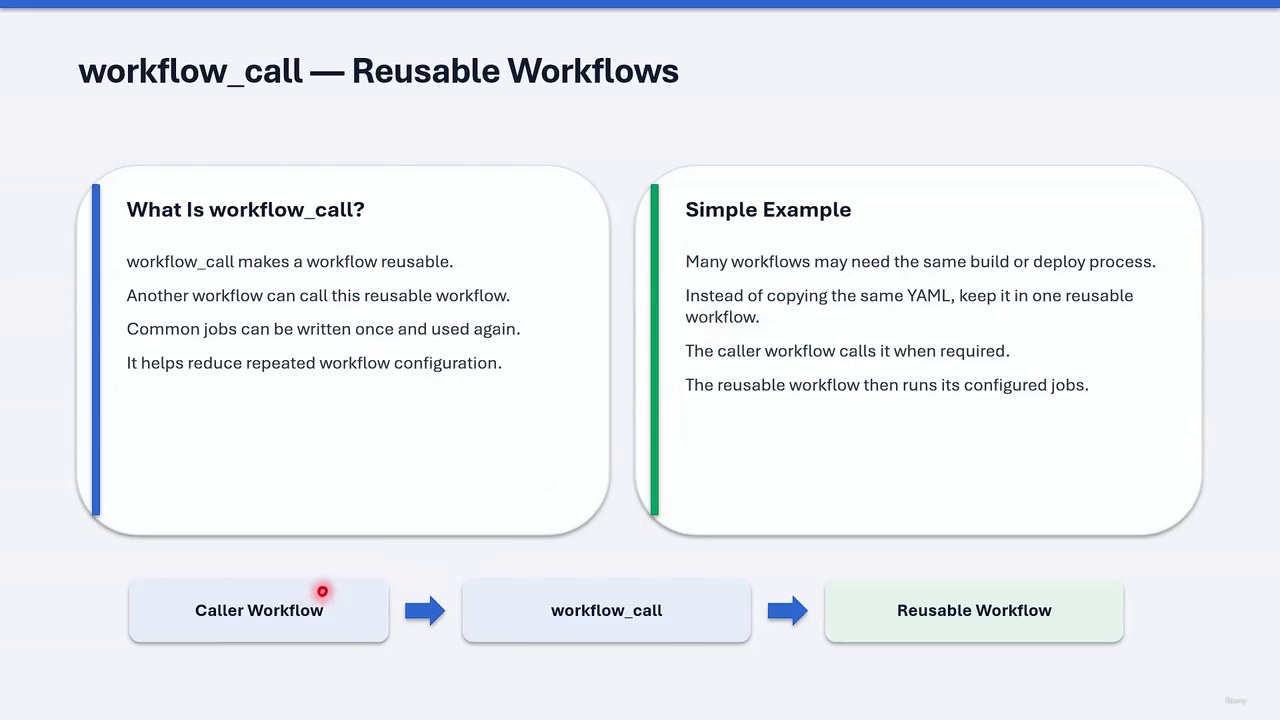 workflow_call — Reusable Workflows
What Is workflow_call?
workflow_call makes a workflow reusable.
Another workflow can call this reusable workflow.
Common jobs can be written once and used again.
It helps reduce repeated workflow configuration.
Simple Example
Many workflows may need the same build or deploy process.
Instead of copying the same YAML, keep it in one reusable
workflow.
The caller workflow calls it when required.
The reusable workflow then runs its configured jobs.
Caller Workflow
workflow_call
Reusable Workflow